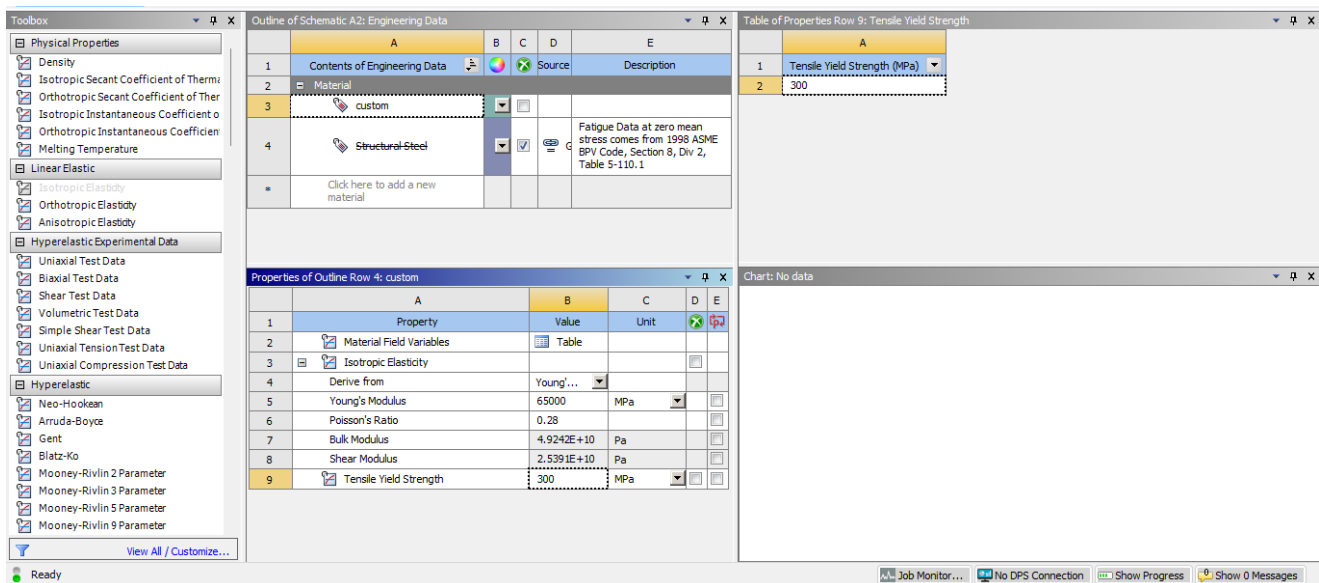 Toolbox
Physical Properties
Density
Isotropic Secant Coefficient of Therma
Orthotropic Secant Coefficient of Ther
Isotropic Instantaneous Coefficient o
Orthotropic Instantaneous Coefficien
Melting Temperature
Linear Elastic
Isotropic Elasticity
Orthotropic Elasticity
Anisotropic Elasticity
Hyperelastic Experimental Data
Uniaxial Test Data
Biaxial Test Data
Shear Test Data
Volumetric Test Data
Simple Shear Test Data
Uniaxial Tension Test Data
Uniaxial Compression Test Data
Hyperelastic
Neo-Hookean
Arruda-Boyce
Gent
Blatz-Ko
Mooney-Rivlin 2 Parameter
Mooney-Rivlin 3 Parameter
Mooney-Rivlin 5 Parameter
Mooney-Rivlin 9 Parameter
View All / Customize...
Outline of Schematic A2: Engineering Data
A B C D E
1 Contents of Engineering Data Source Description
2 Material
3 custom
4 Structural Steel G
Fatigue Data at zero mean
stress comes from 1998 ASME
BPV Code, Section 8, Div 2,
Table 5-110.1
* Click here to add a new
material
Properties of Outline Row 4: custom
A B C D E
1 Property Value Unit
2 Material Field Variables Table
3 Isotropic Elasticity
4 Derive from Young'...
5 Young's Modulus 65000 MPa
6 Poisson's Ratio 0.28
7 Bulk Modulus 4.9242E+10 Pa
8 Shear Modulus 2.5391E+10 Pa
9 Tensile Yield Strength 300 MPa
Table of Properties Row 9: Tensile Yield Strength
A
1 Tensile Yield Strength (MPa)
2 300
Chart: No data
Ready
Job Monitor... No DPS Connection Show Progress Show 0 Messages